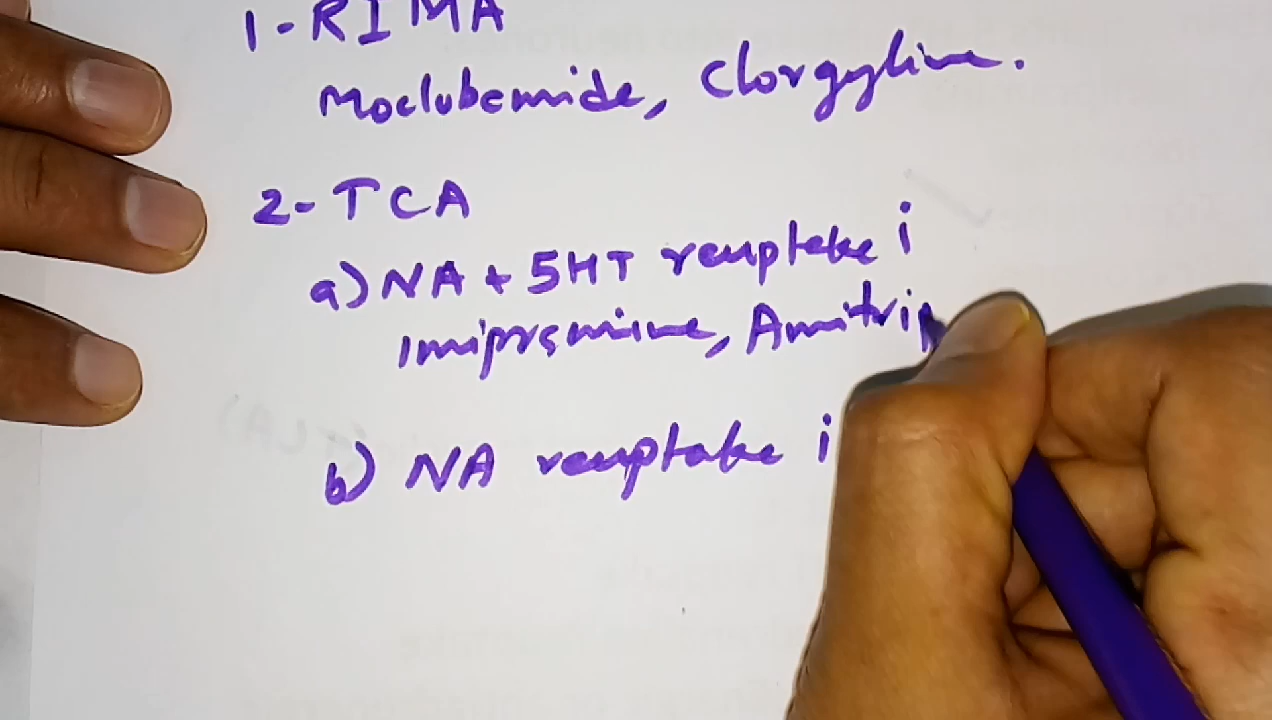 1-RIMA
Moclobemide, Clorgyline.
2-TCA
a) NA + 5HT reuptake i
Imipramine, Amitrip
b) NA reuptake i